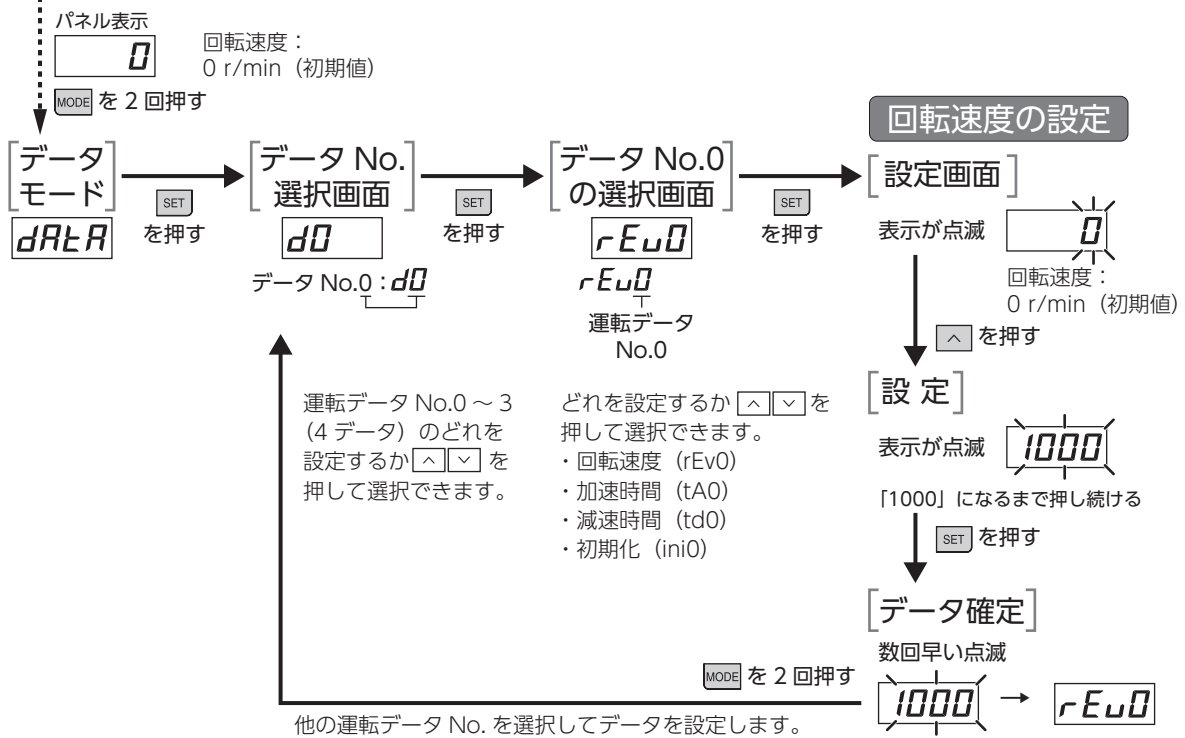 パネル表示
0
回転速度：
0 r/min（初期値）
MODE を 2 回押す
回転速度の設定
データ
モード
dAtA
SET
を押す
データ No.
選択画面
d0
データ No.0：d0
SET
を押す
データ No.0
の選択画面
rEv0
rEv0
運転データ
No.0
SET
を押す
設定画面
表示が点滅
0
回転速度：
0 r/min（初期値）
を押す
設 定
表示が点滅
1000
「1000」になるまで押し続ける
SET を押す
データ確定
数回早い点滅
1000 → rEv0
運転データ No.0 ～ 3
（4 データ）のどれを
設定するか を
押して選択できます。
どれを設定するか を
押して選択できます。
・回転速度（rEv0）
・加速時間（tA0）
・減速時間（td0）
・初期化（ini0）
MODE を 2 回押す
他の運転データ No. を選択してデータを設定します。